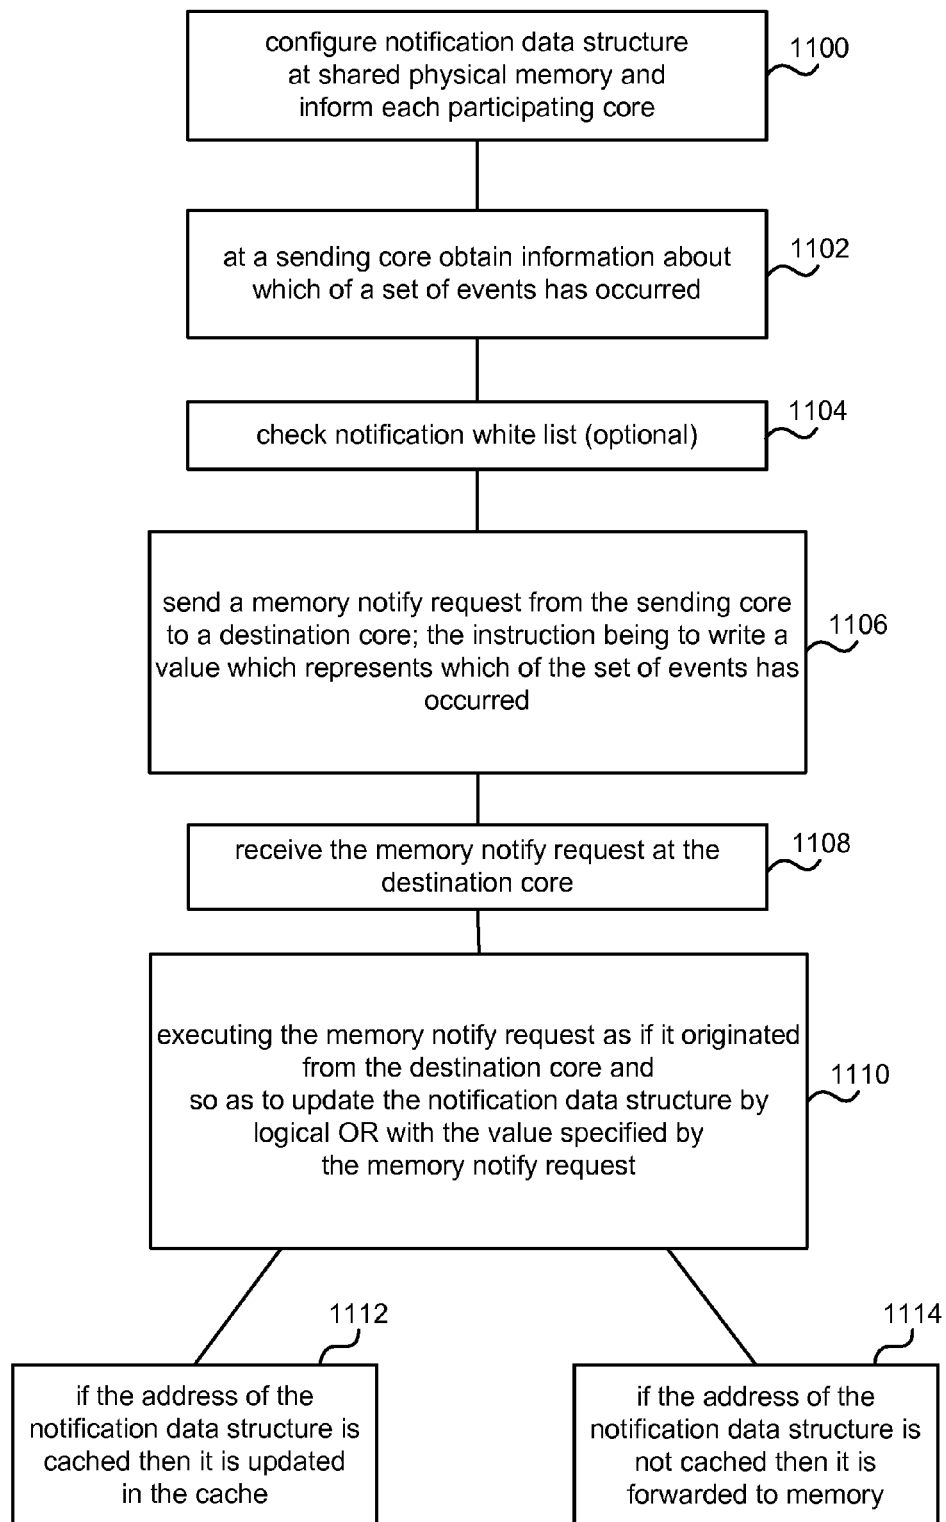 configure notification data structure
at shared physical memory and
inform each participating core
1100
at a sending core obtain information about
which of a set of events has occurred
1102
check notification white list (optional)
1104
send a memory notify request from the sending core
to a destination core; the instruction being to write a
value which represents which of the set of events has
occurred
1106
receive the memory notify request at the
destination core
1108
executing the memory notify request as if it originated
from the destination core and
so as to update the notification data structure by
logical OR with the value specified by
the memory notify request
1110
1112
if the address of the
notification data structure is
cached then it is updated
in the cache
1114
if the address of the
notification data structure is
not cached then it is
forwarded to memory